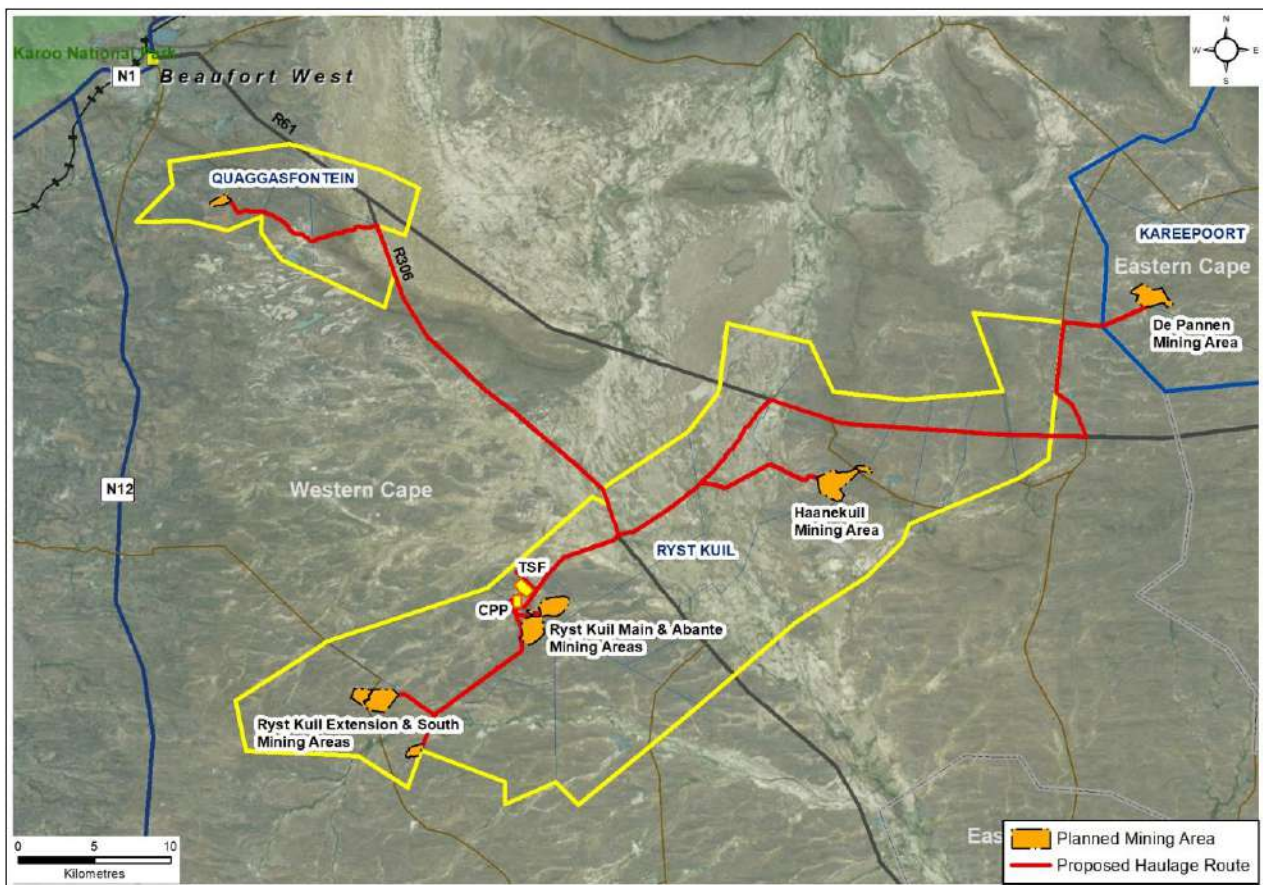 N
W
E
S
Karoo National Park
N1
Beaufort West
R61
QUAGGASFONTEIN
R306
KAREEPOORT
Eastern Cape
De Pannen
Mining Area
N12
Western Cape
Haanekuil
Mining Area
RYST KUIL
TSF
CPP
Ryst Kuil Main & Abante
Mining Areas
Ryst Kuil Extension & South
Mining Areas
0 5 10
Kilometres
Eas
Planned Mining Area
Proposed Haulage Route